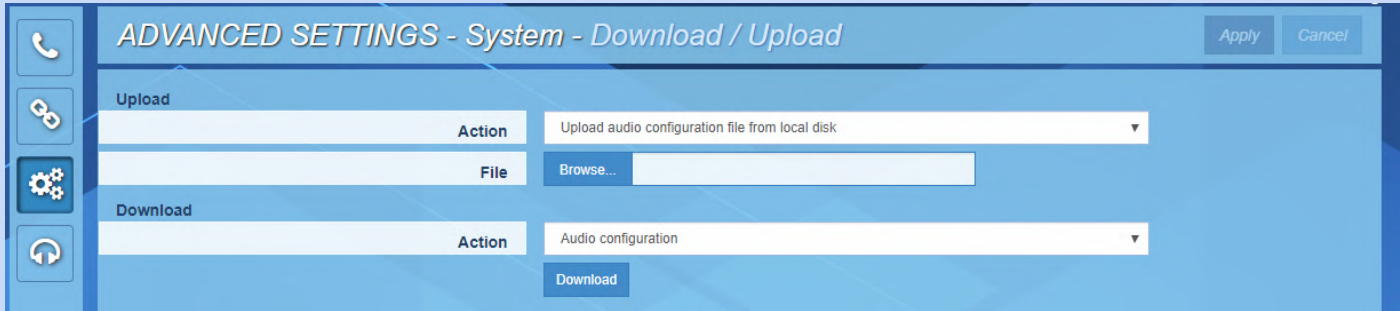 ADVANCED SETTINGS - System - Download / Upload
Apply
Cancel
Upload
Action
Upload audio configuration file from local disk
File
Browse...
Download
Action
Audio configuration
Download